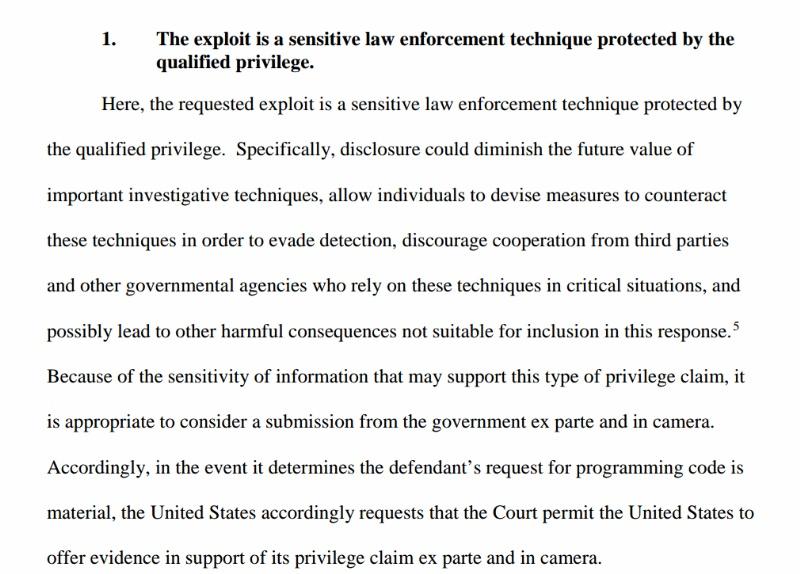 1. The exploit is a sensitive law enforcement technique protected by the
qualified privilege.
Here, the requested exploit is a sensitive law enforcement technique protected by
the qualified privilege.  Specifically, disclosure could diminish the future value of
important investigative techniques, allow individuals to devise measures to counteract
these techniques in order to evade detection, discourage cooperation from third parties
and other governmental agencies who rely on these techniques in critical situations, and
possibly lead to other harmful consequences not suitable for inclusion in this response.5
Because of the sensitivity of information that may support this type of privilege claim, it
is appropriate to consider a submission from the government ex parte and in camera.
Accordingly, in the event it determines the defendant’s request for programming code is
material, the United States accordingly requests that the Court permit the United States to
offer evidence in support of its privilege claim ex parte and in camera.